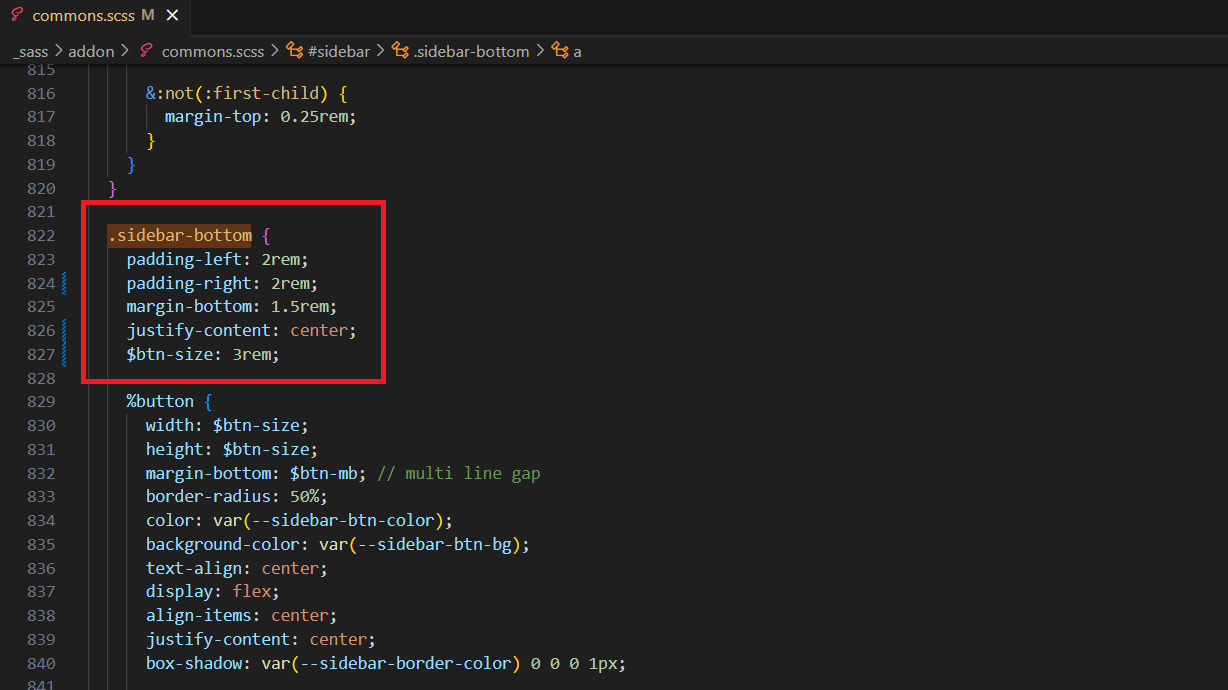 commons.scss M
_sass > addon > commons.scss > #sidebar > .sidebar-bottom > a
815
816 &:not(:first-child) {
817 margin-top: 0.25rem;
818 }
819 }
820 }
821
822 .sidebar-bottom {
823 padding-left: 2rem;
824 padding-right: 2rem;
825 margin-bottom: 1.5rem;
826 justify-content: center;
827 $btn-size: 3rem;
828
829 %button {
830 width: $btn-size;
831 height: $btn-size;
832 margin-bottom: $btn-mb; // multi line gap
833 border-radius: 50%;
834 color: var(--sidebar-btn-color);
835 background-color: var(--sidebar-btn-bg);
836 text-align: center;
837 display: flex;
838 align-items: center;
839 justify-content: center;
840 box-shadow: var(--sidebar-border-color) 0 0 0 1px;
841